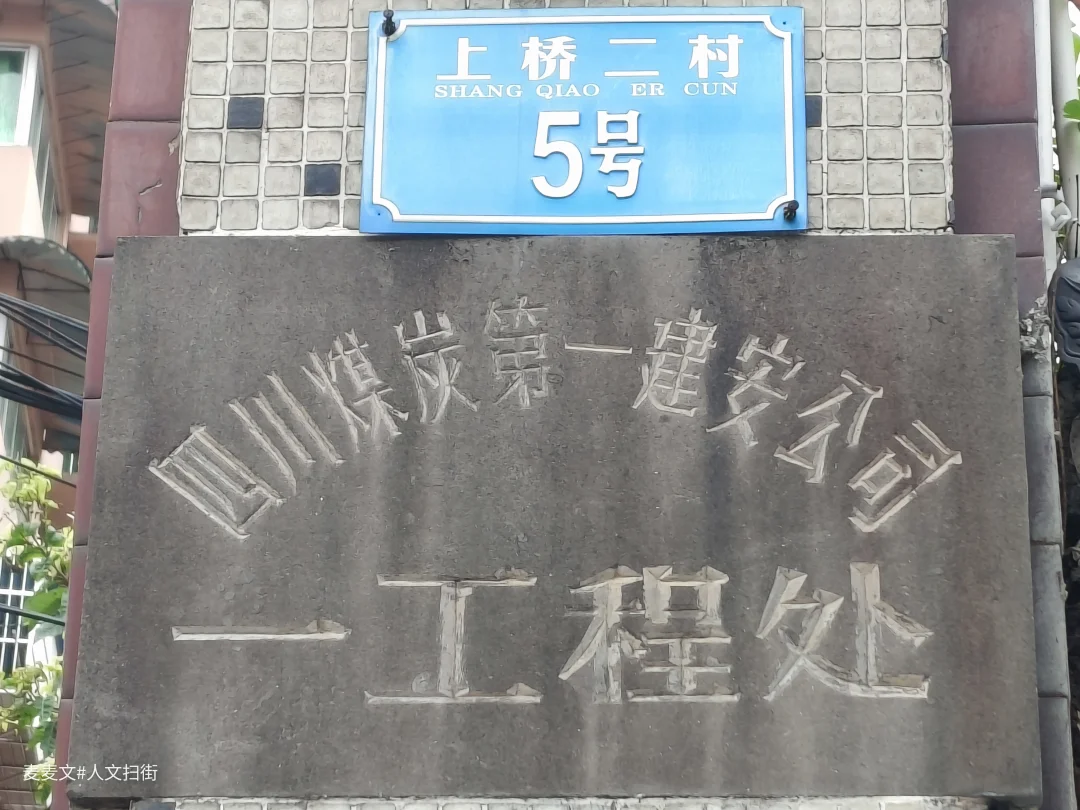 上桥二村
SHANG QIAO ER CUN
5号
四川煤炭第一建安公司
一工程处
麦麦文#人文扫街